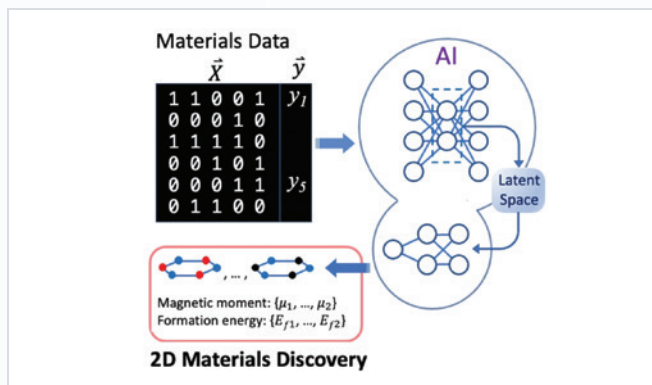 Materials Data
X⃗ y⃗
1 1 0 0 1 y₁
0 0 0 1 0
1 1 1 1 0
0 0 1 0 1
0 0 0 1 1 y₅
0 1 1 0 0
AI
Latent
Space
, ... ,
Magnetic moment: {μ₁, ..., μ₂}
Formation energy: {E_f1, ..., E_f2}
2D Materials Discovery